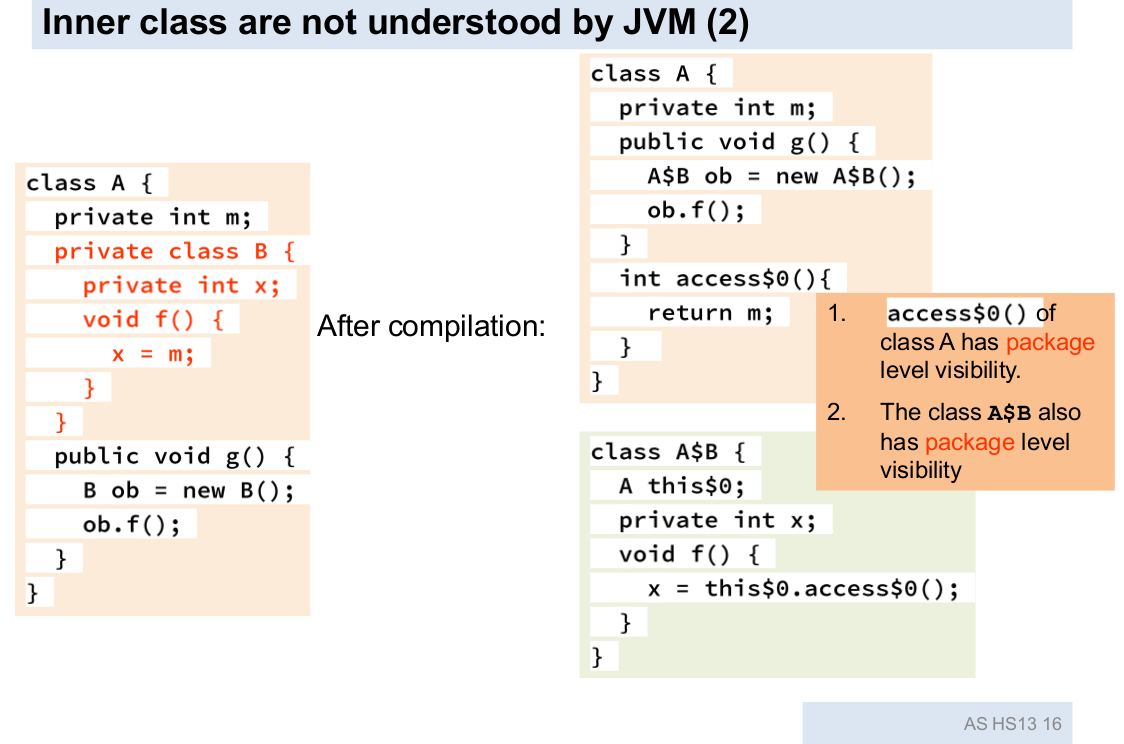 Inner class are not understood by JVM (2)
class A {
private int m;
private class B {
private int x;
void f() {
x = m;
}
}
public void g() {
B ob = new B();
ob.f();
}
}
After compilation:
class A {
private int m;
public void g() {
A$B ob = new A$B();
ob.f();
}
int access$0(){
return m;
}
}
class A$B {
A this$0;
private int x;
void f() {
x = this$0.access$0();
}
}
1. access$0() of
class A has package
level visibility.
2. The class A$B also
has package level
visibility
AS HS13 16